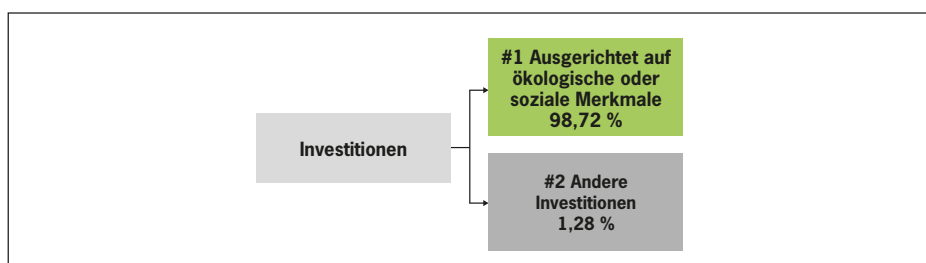 #1 Ausgerichtet auf
ökologische oder
soziale Merkmale
98,72 %
Investitionen
#2 Andere
Investitionen
1,28 %